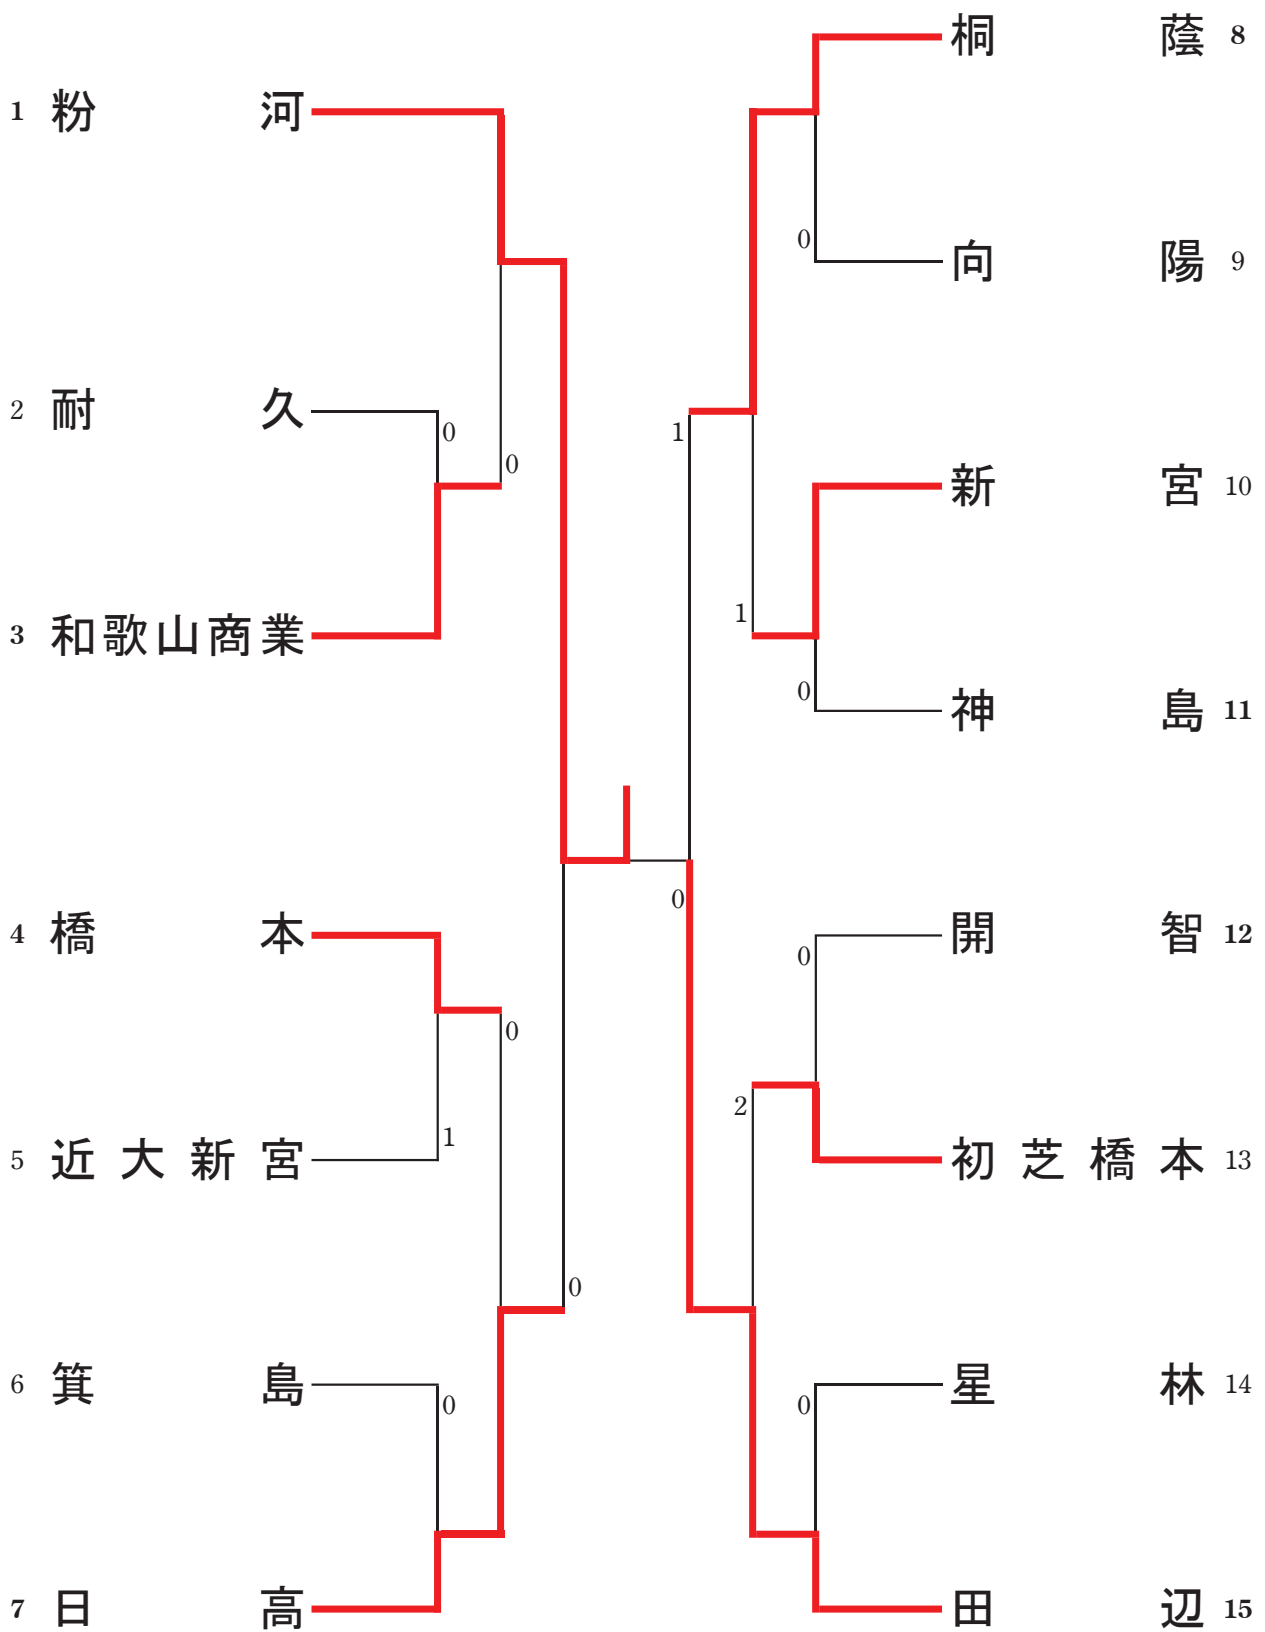 1 粉河
2 耐久
0
0
3 和歌山商業
4 橋本
0
1
5 近大新宮
0
6 箕島
0
7 日高
桐蔭 8
0
向陽 9
1
新宮 10
1
0
神島 11
0
開智 12
0
2
初芝橋本 13
星林 14
0
田辺 15